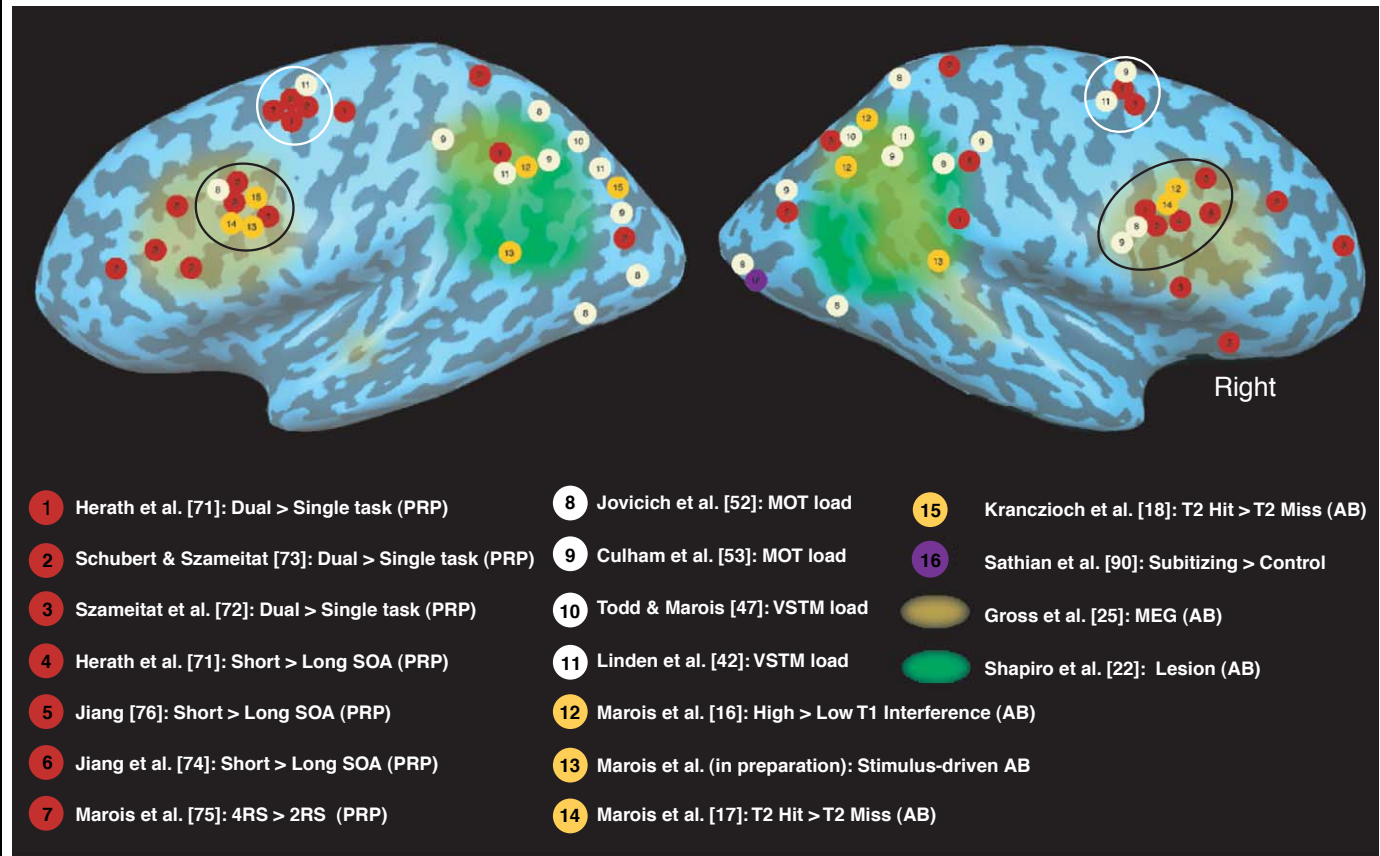 Right
1 Herath et al. [71]: Dual > Single task (PRP)
2 Schubert & Szameitat [73]: Dual > Single task (PRP)
3 Szameitat et al. [72]: Dual > Single task (PRP)
4 Herath et al. [71]: Short > Long SOA (PRP)
5 Jiang [76]: Short > Long SOA (PRP)
6 Jiang et al. [74]: Short > Long SOA (PRP)
7 Marois et al. [75]: 4RS > 2RS (PRP)
8 Jovicich et al. [52]: MOT load
9 Culham et al. [53]: MOT load
10 Todd & Marois [47]: VSTM load
11 Linden et al. [42]: VSTM load
12 Marois et al. [16]: High > Low T1 Interference (AB)
13 Marois et al. (in preparation): Stimulus-driven AB
14 Marois et al. [17]: T2 Hit > T2 Miss (AB)
15 Kranczioch et al. [18]: T2 Hit > T2 Miss (AB)
16 Sathian et al. [90]: Subitizing > Control
Gross et al. [25]: MEG (AB)
Shapiro et al. [22]: Lesion (AB)